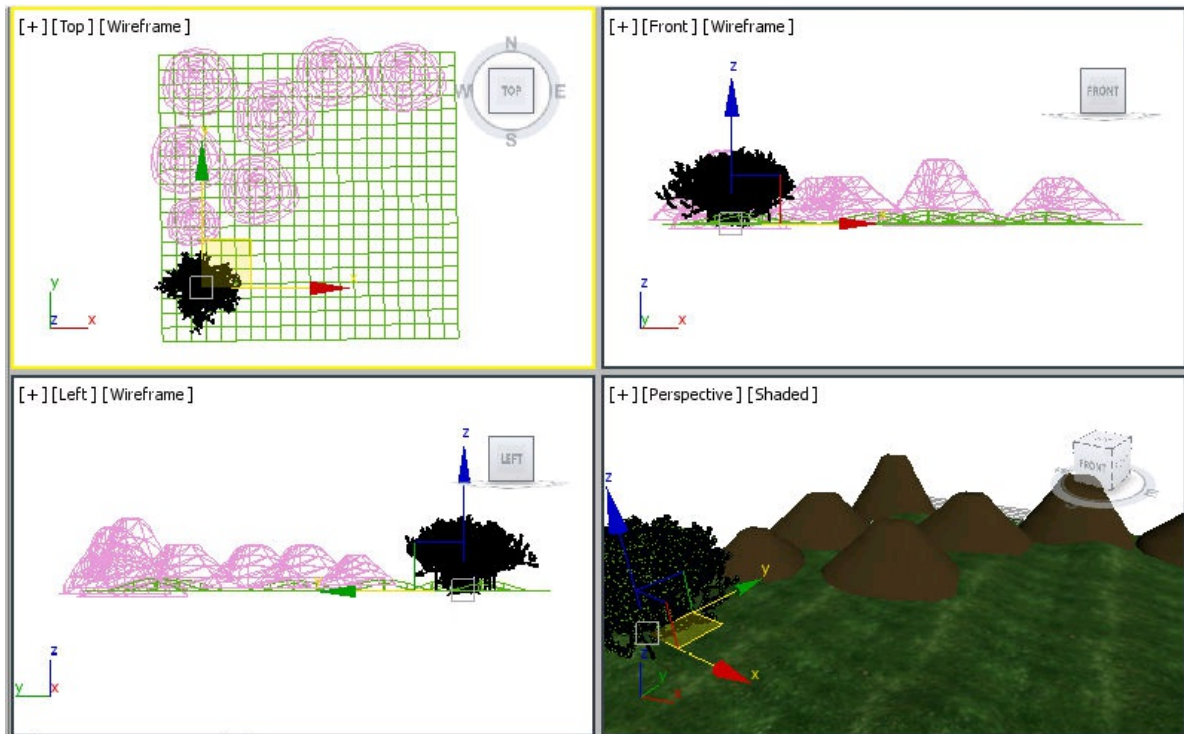 [+] [Top] [Wireframe]
N
W
TOP
E
S
x
y
z
x
[+] [Front] [Wireframe]
z
FRONT
x
z
y
x
[+] [Left] [Wireframe]
z
LEFT
y
z
y
x
[+] [Perspective] [Shaded]
FRONT
E
z
y
x
z
y
x